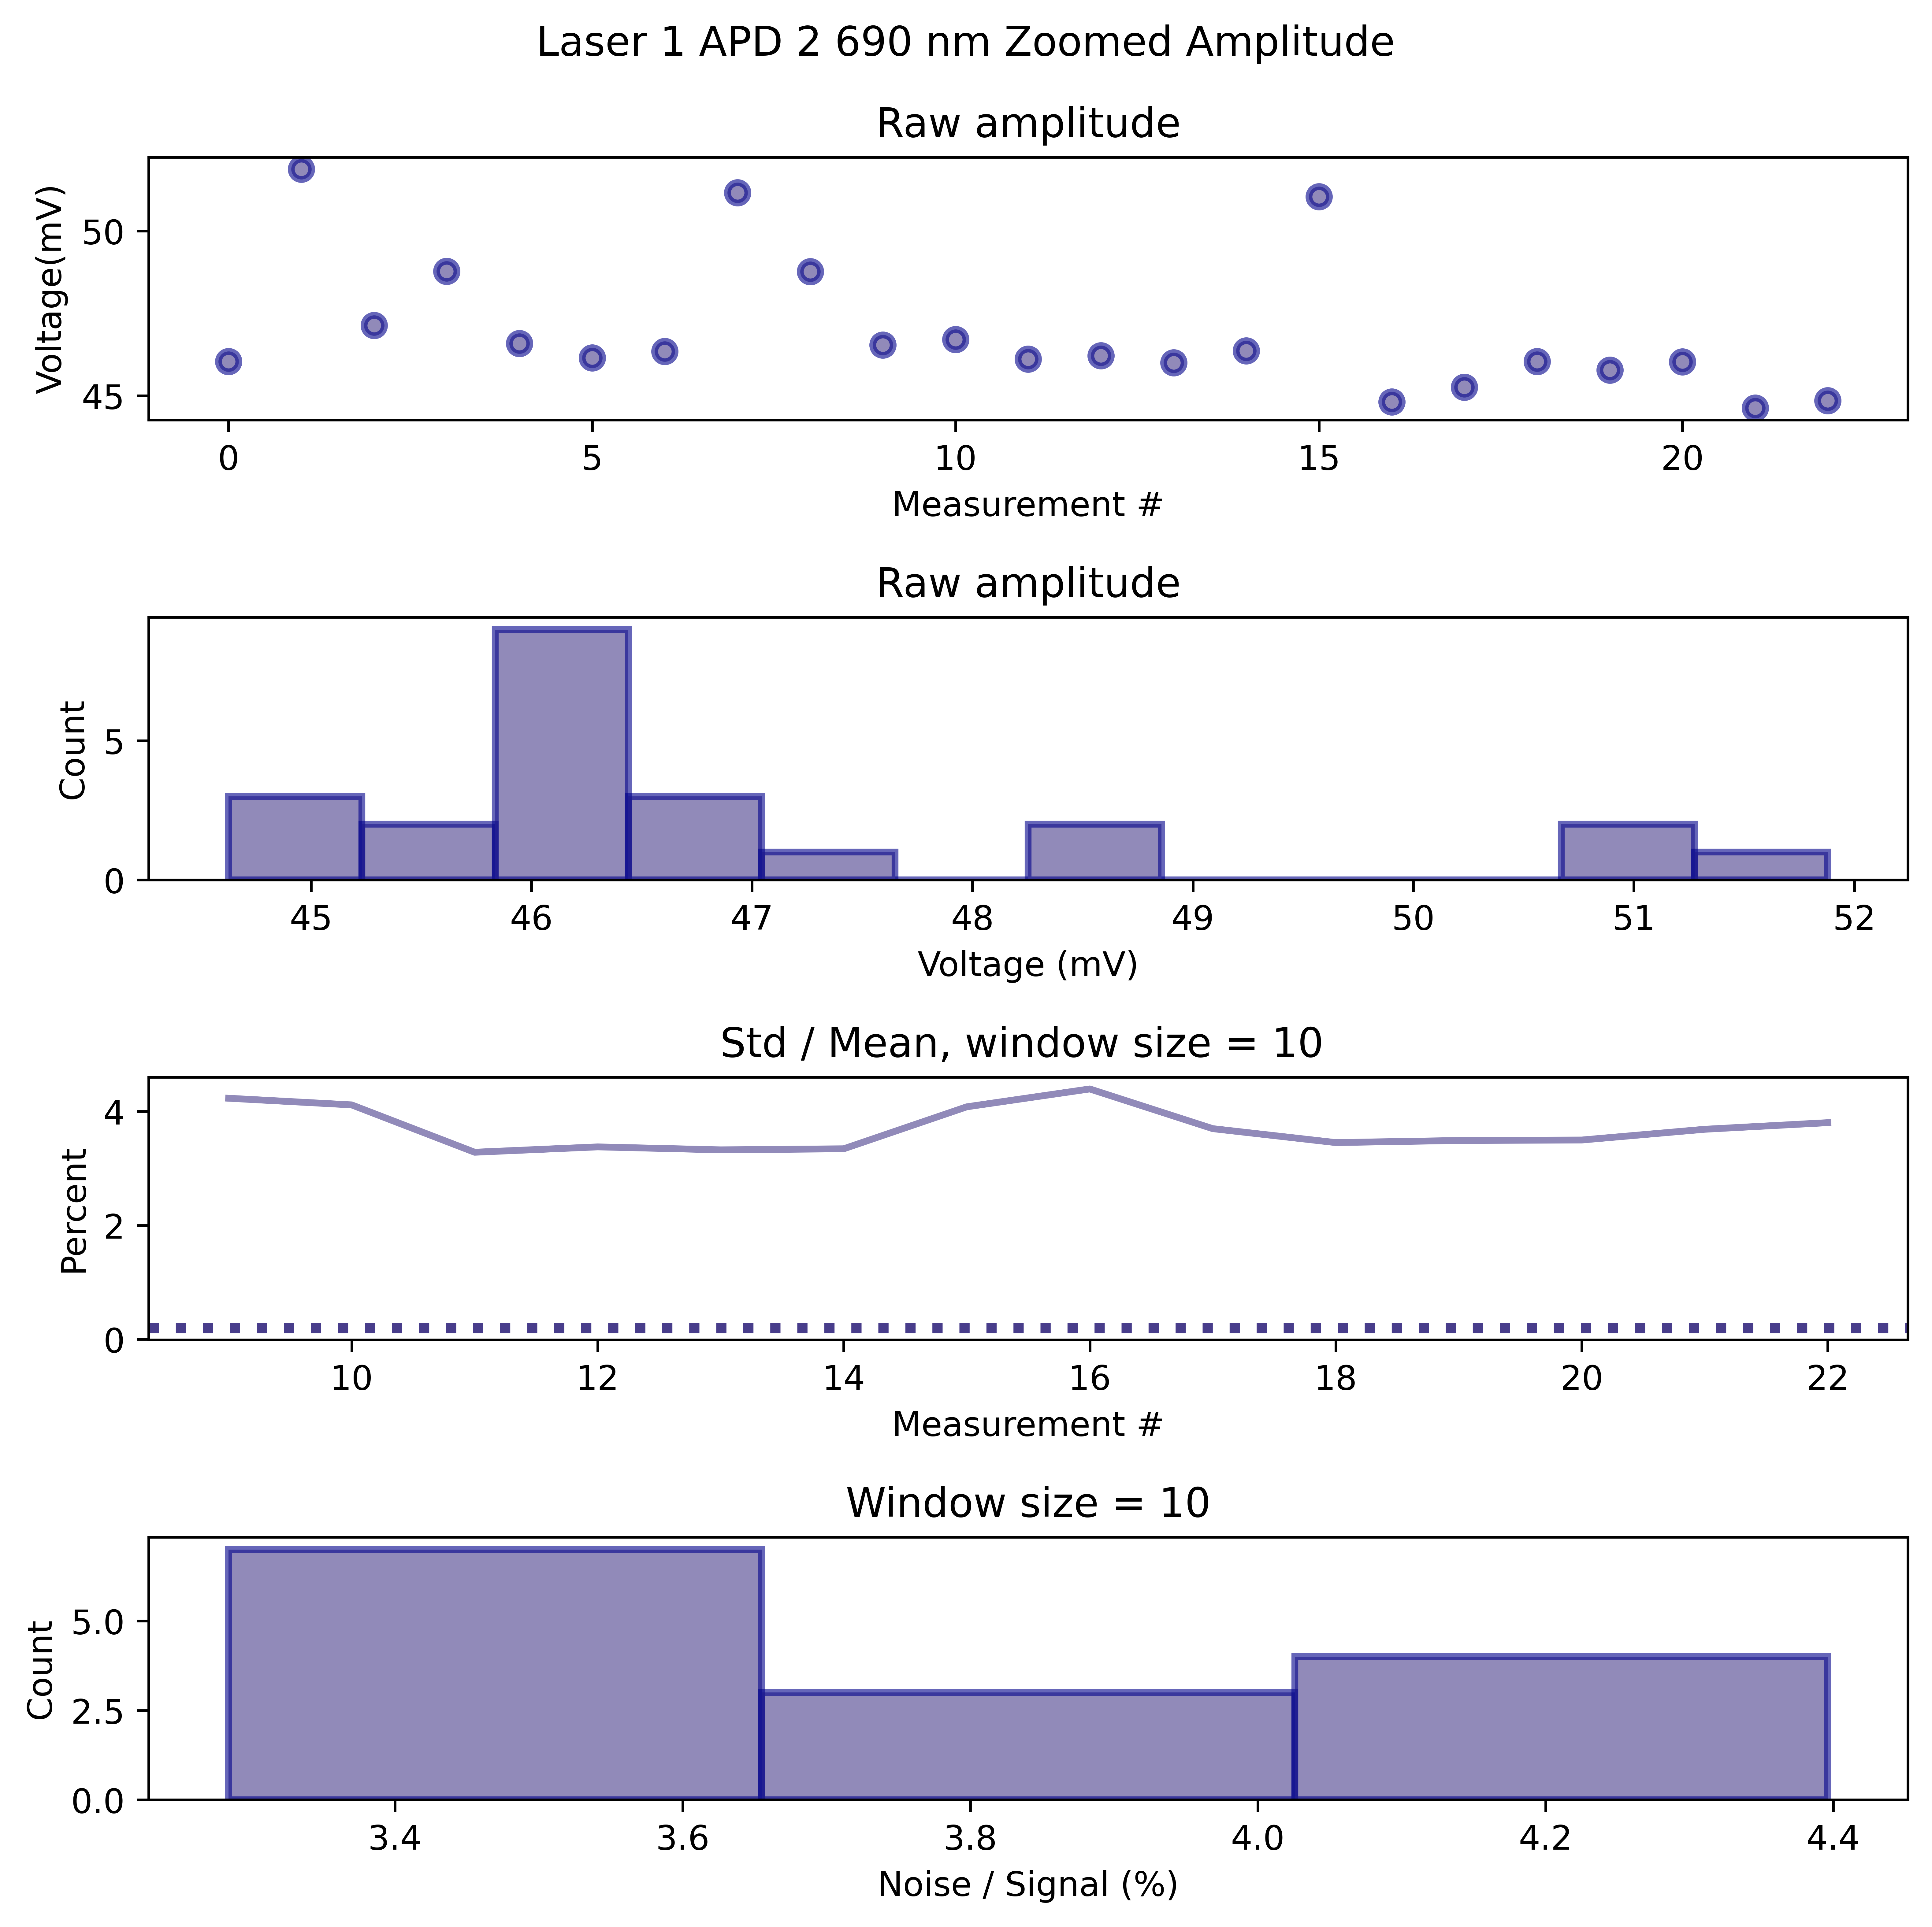 Laser 1 APD 2 690 nm Zoomed Amplitude
Raw amplitude
Voltage(mV)
50
45
0 5 10 15 20
Measurement #
Raw amplitude
Count
5
0
45 46 47 48 49 50 51 52
Voltage (mV)
Std / Mean, window size = 10
Percent
4
2
0
10 12 14 16 18 20 22
Measurement #
Window size = 10
Count
5.0
2.5
0.0
3.4 3.6 3.8 4.0 4.2 4.4
Noise / Signal (%)